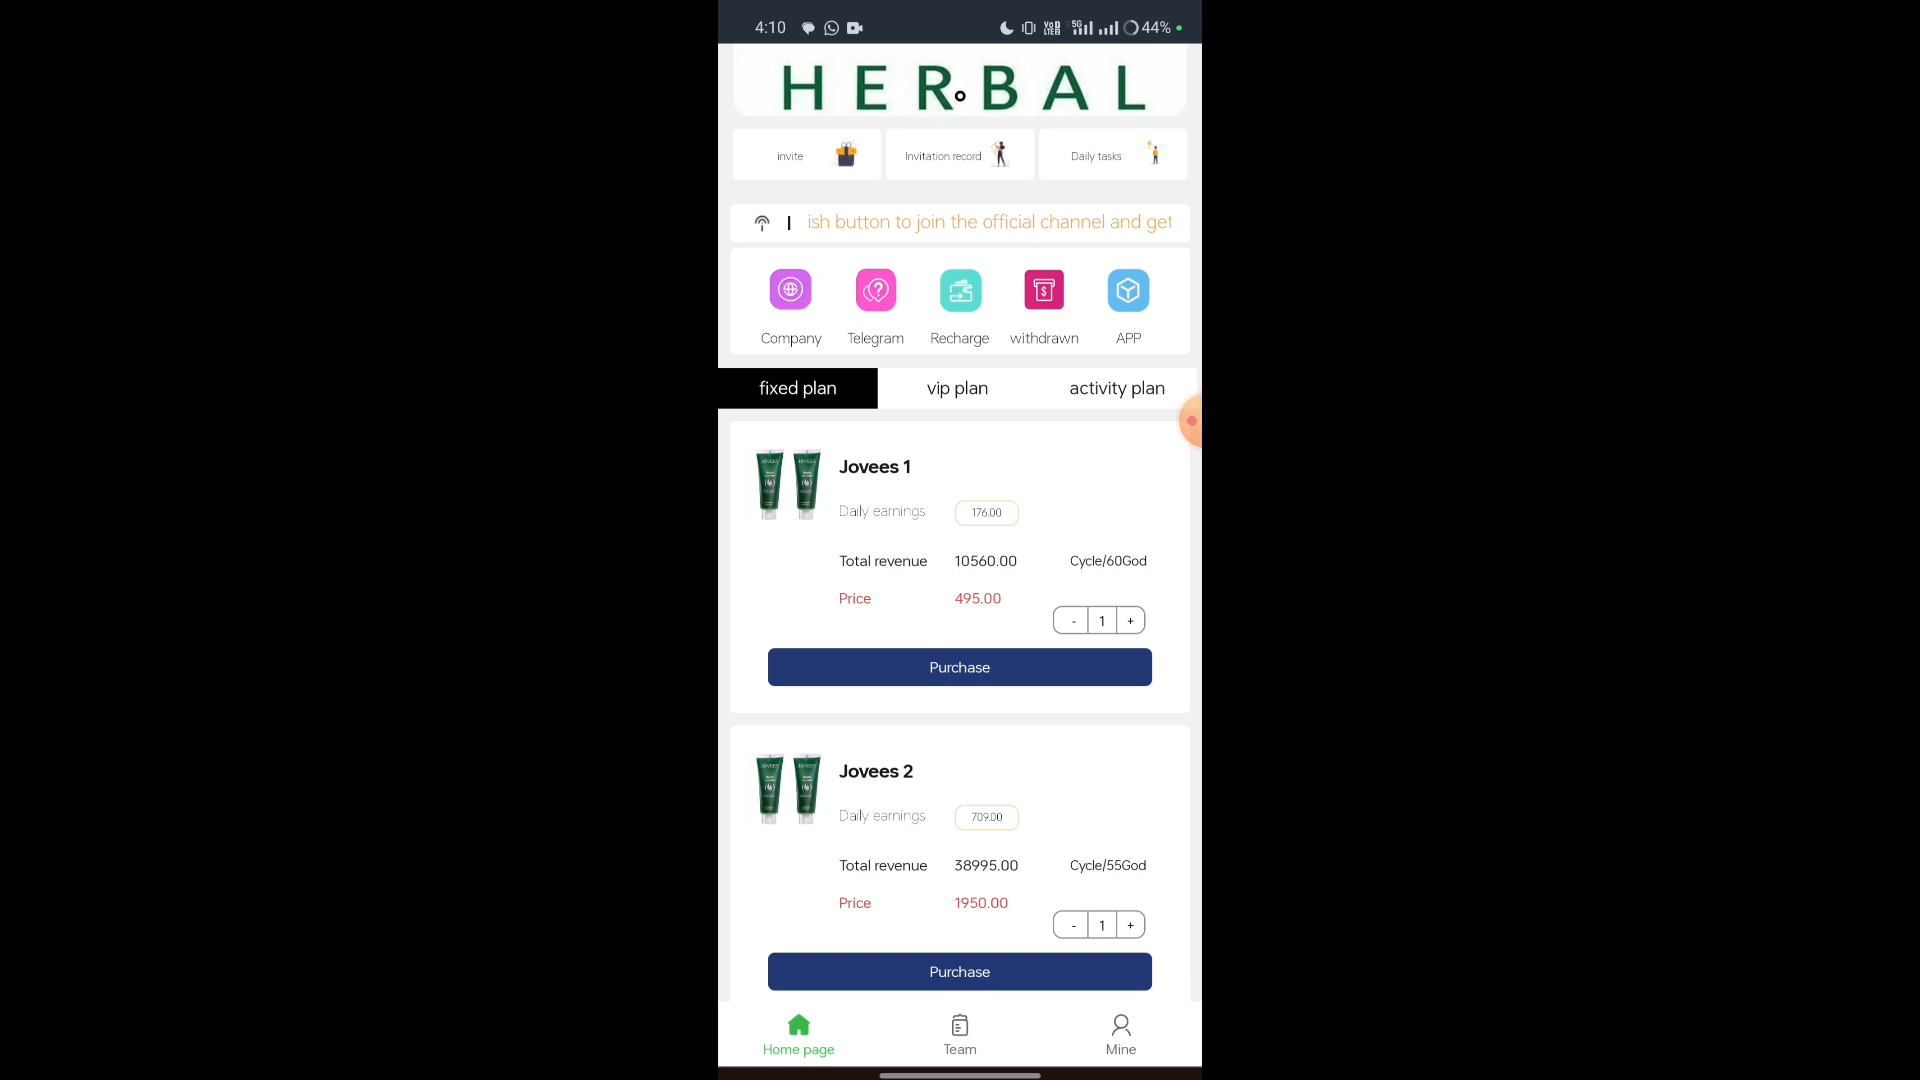 4:10
VoD
LTE2
5G
44%
HERBAL
invite
Invitation record
Daily tasks
ish button to join the official channel and get
Company
Telegram
Recharge
withdrawn
APP
fixed plan
vip plan
activity plan
Jovees 1
Daily earnings 176.00
Total revenue 10560.00 Cycle/60God
Price 495.00
- 1 +
Purchase
Jovees 2
Daily earnings 709.00
Total revenue 38995.00 Cycle/55God
Price 1950.00
- 1 +
Purchase
Home page
Team
Mine